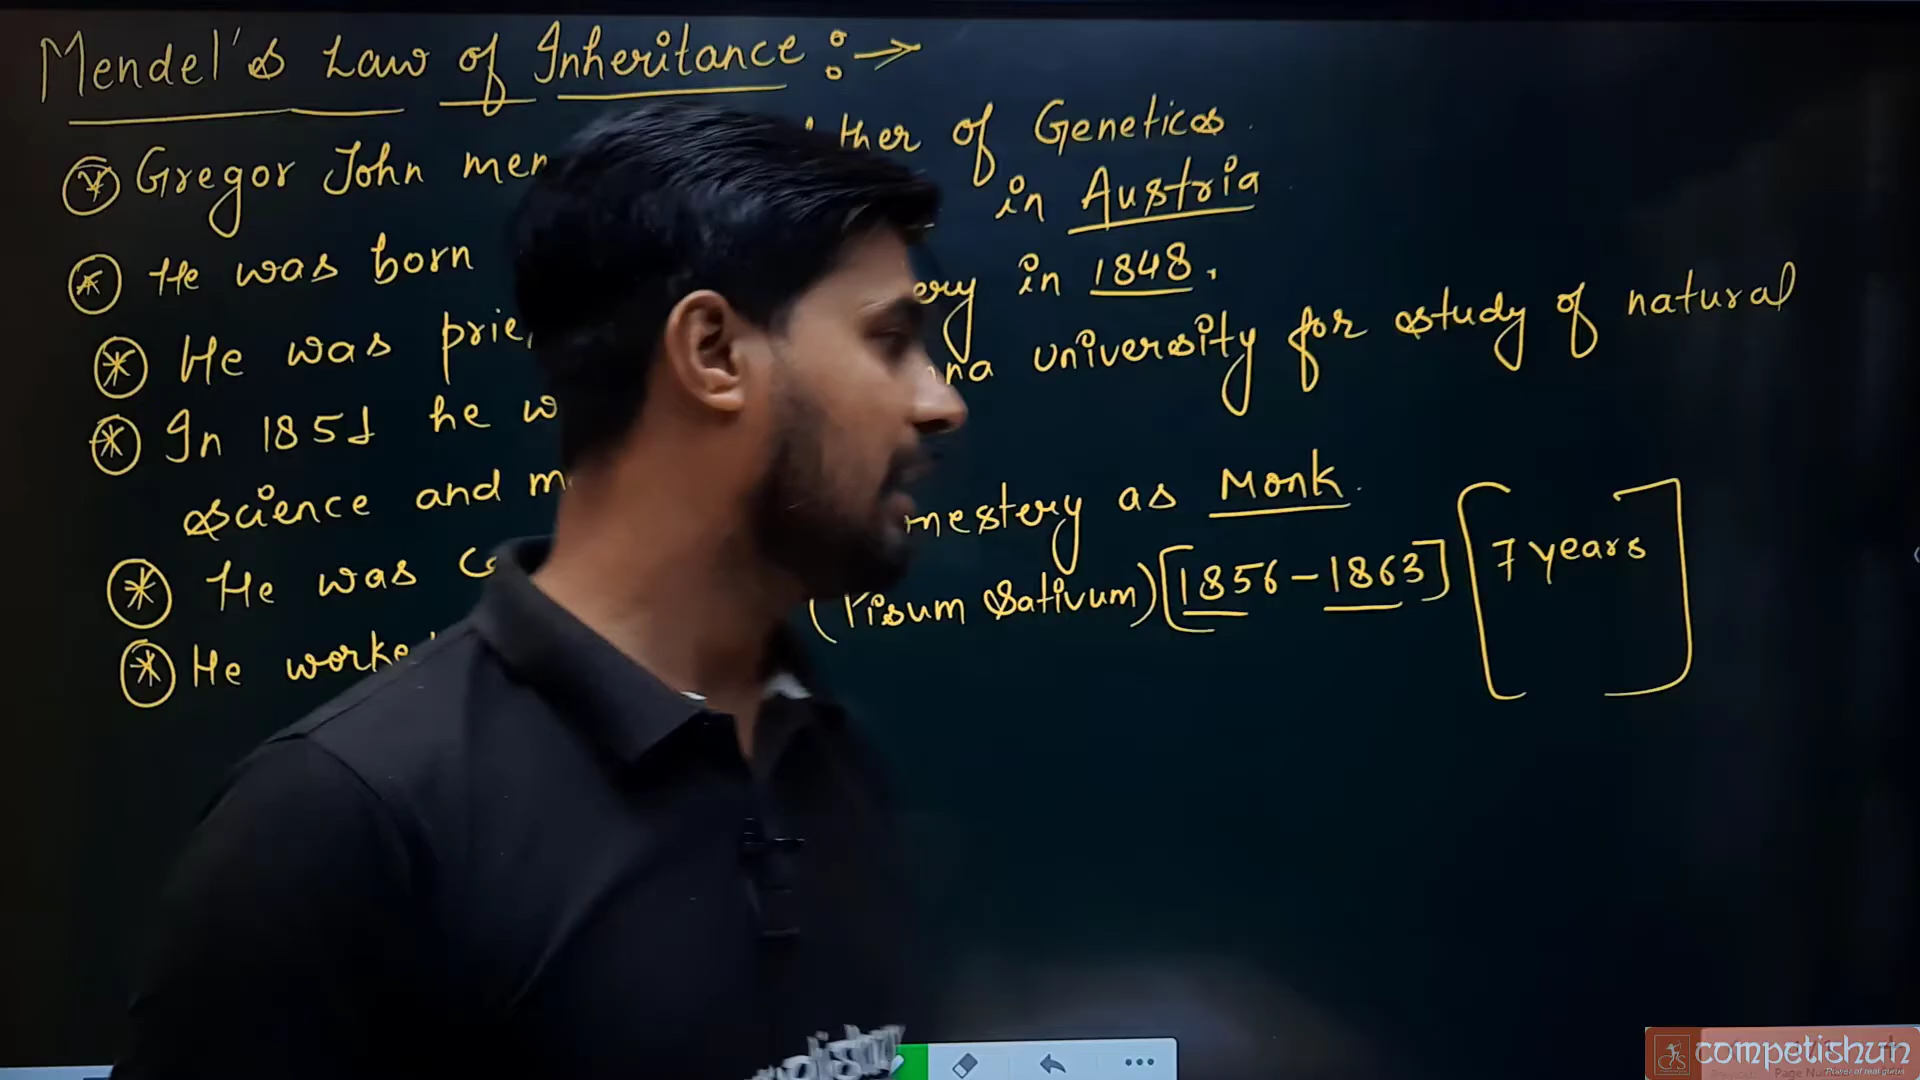 Mendel's Law of Inheritance :→
Gregor John men ther of Genetics
He was born in Austria
He was prie ery in 1848.
In 1851 he w na university for study of natural
science and m
He was c mestery as Monk.
He worke (Pisum Sativum) [1856-1863] [7 years]
competishun